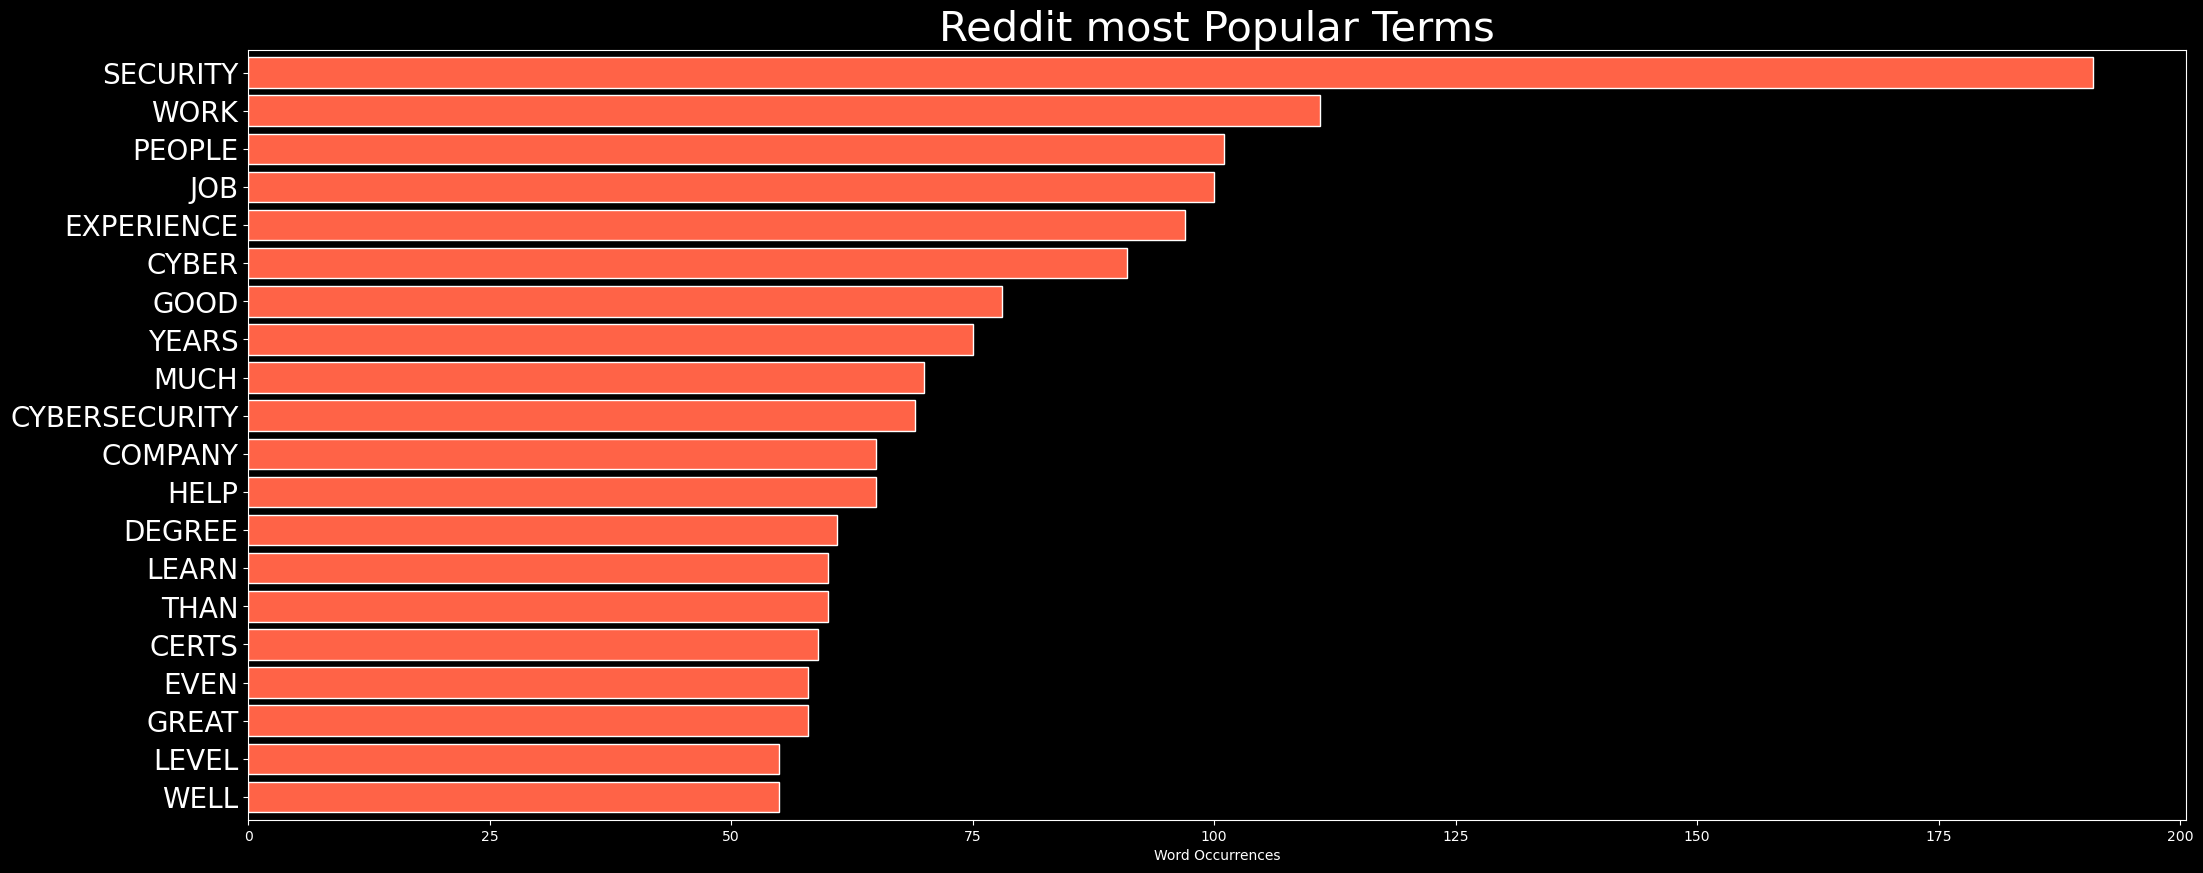 Reddit most Popular Terms
SECURITY
WORK
PEOPLE
JOB
EXPERIENCE
CYBER
GOOD
YEARS
MUCH
CYBERSECURITY
COMPANY
HELP
DEGREE
LEARN
THAN
CERTS
EVEN
GREAT
LEVEL
WELL
0 25 50 75 100 125 150 175 200
Word Occurrences